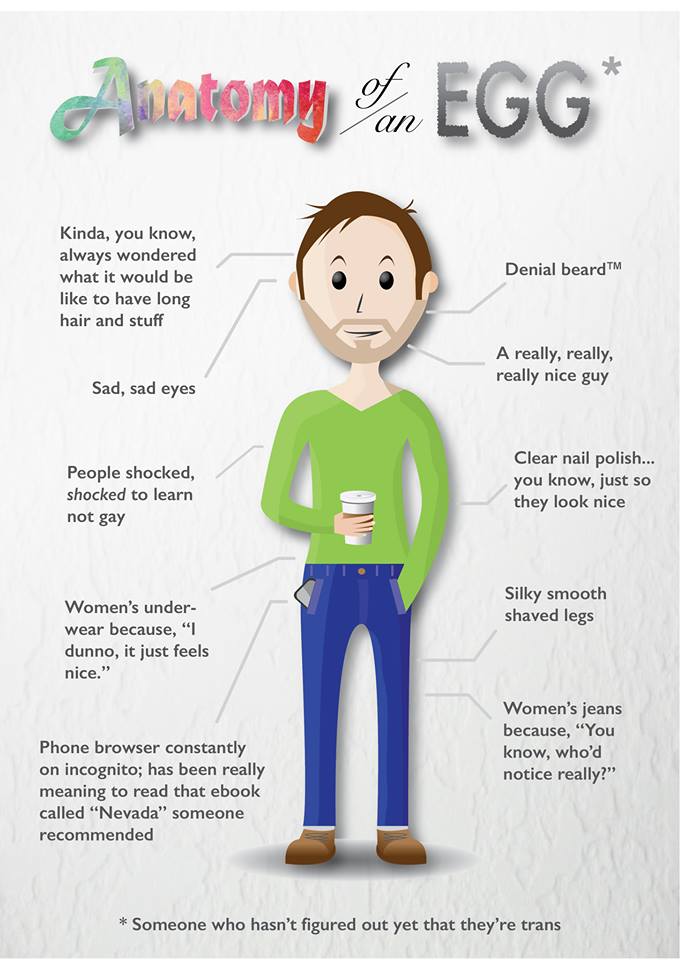 Anatomy of an EGG*
Kinda, you know,
always wondered
what it would be
like to have long
hair and stuff
Denial beard™
Sad, sad eyes
A really, really,
really nice guy
People shocked,
shocked to learn
not gay
Clear nail polish...
you know, just so
they look nice
Women's under-
wear because, “I
dunno, it just feels
nice.”
Silky smooth
shaved legs
Women's jeans
because, “You
know, who'd
notice really?”
Phone browser constantly
on incognito; has been really
meaning to read that ebook
called “Nevada” someone
recommended
* Someone who hasn't figured out yet that they're trans